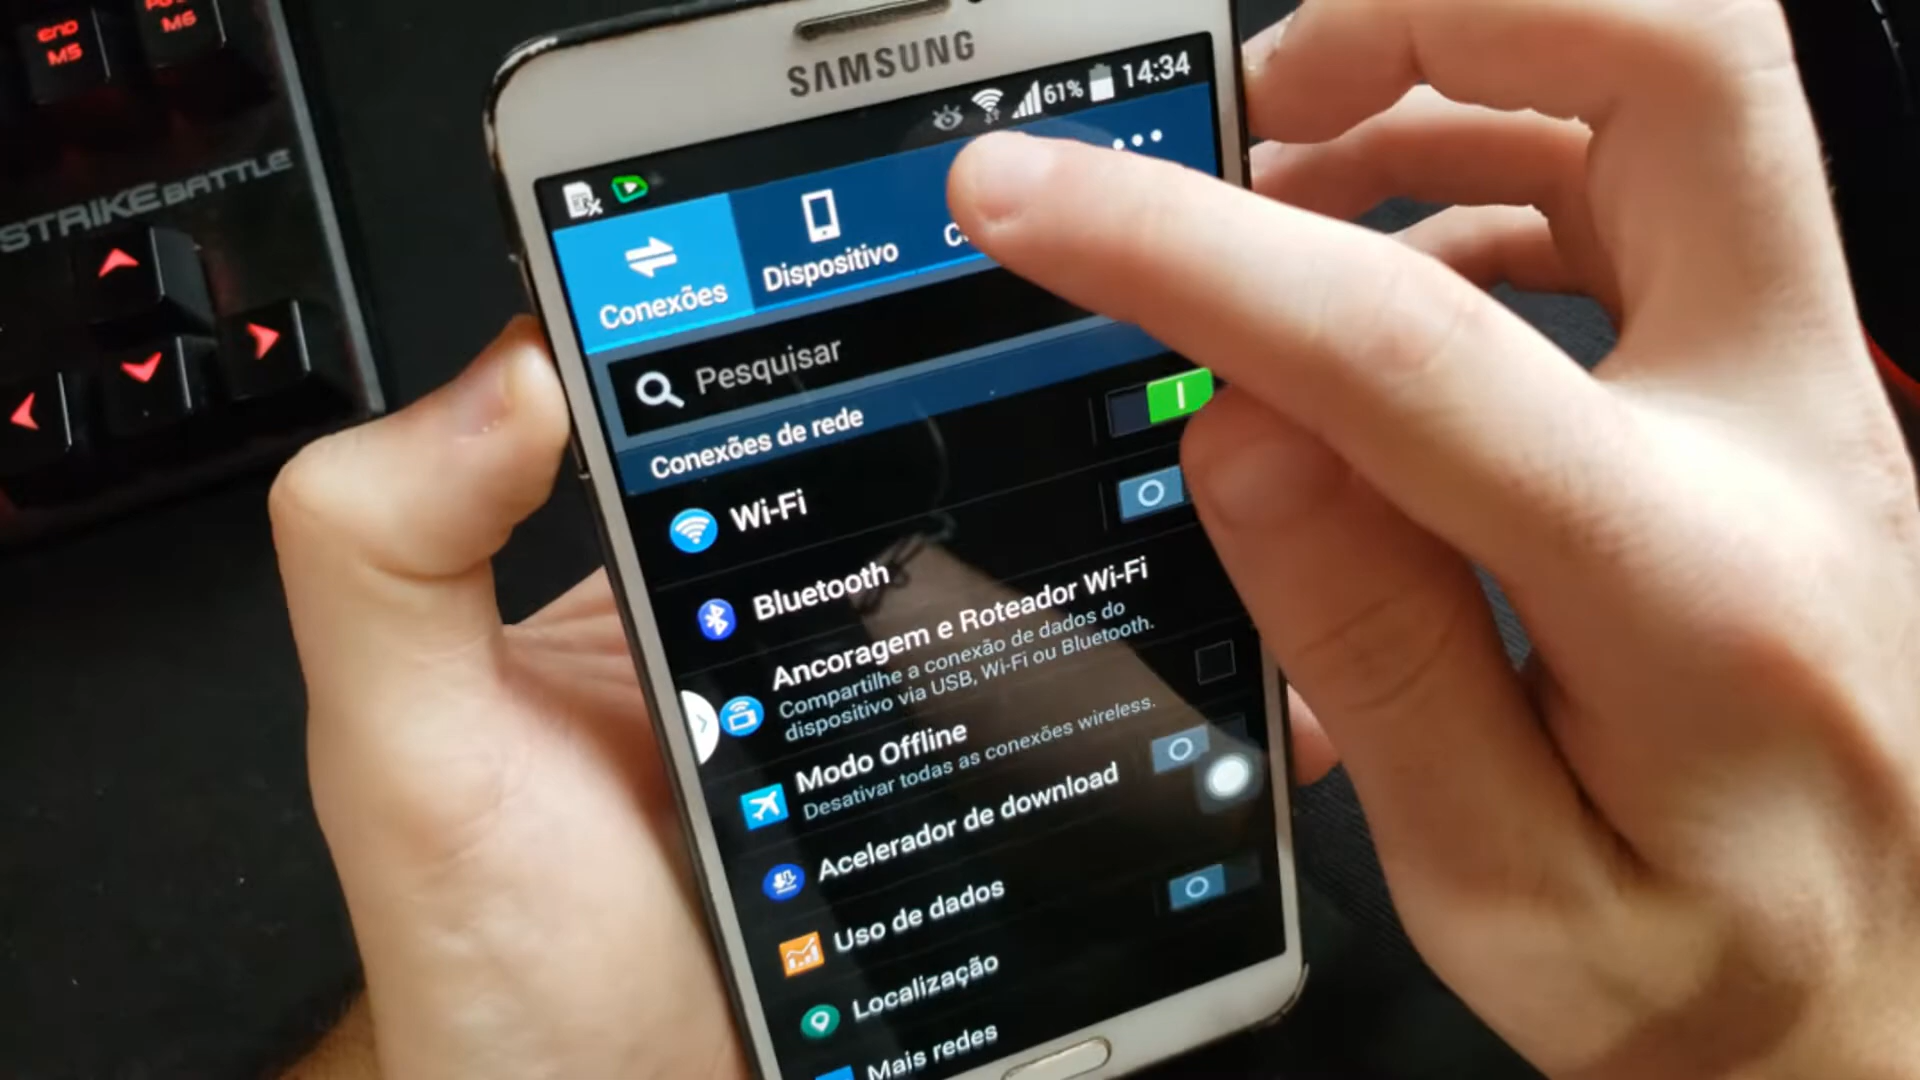 END
M5
M6
STRIKE BATTLE
SAMSUNG
61% 14:34
Conexões
Dispositivo
Pesquisar
Conexões de rede
Wi-Fi
Bluetooth
Ancoragem e Roteador Wi-Fi
Compartilhe a conexão de dados do
dispositivo via USB, Wi-Fi ou Bluetooth.
Modo Offline
Desativar todas as conexões wireless.
Acelerador de download
Uso de dados
Localização
Mais redes